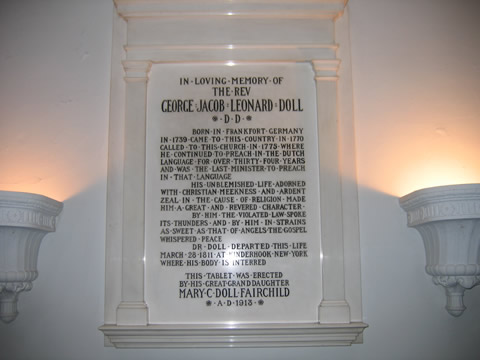 IN·LOVING·MEMORY·OF
THE·REV
GEORGE·JACOB·LEONARD·DOLL
·D·D·
BORN·IN·FRANKFORT·GERMANY
IN·1739·CAME·TO·THIS·COUNTRY·IN·1770
CALLED·TO·THIS·CHURCH·IN·1775·WHERE
HE·CONTINUED·TO·PREACH·IN·THE·DUTCH
LANGUAGE·FOR·OVER·THIRTY·FOUR·YEARS
AND·WAS·THE·LAST·MINISTER·TO·PREACH
IN·THAT·LANGUAGE
HIS·UNBLEMISHED·LIFE·ADORNED
WITH·CHRISTIAN·MEEKNESS·AND·ARDENT
ZEAL·IN·THE·CAUSE·OF·RELIGION·MADE
HIM·A·GREAT·AND·REVERED·CHARACTER·
BY·HIM·THE·VIOLATED·LAW·SPOKE
ITS·THUNDERS·AND·BY·HIM·IN·STRAINS
AS·SWEET·AS·THAT·OF·ANGELS·THE·GOSPEL
WHISPERED·PEACE
DR·DOLL·DEPARTED·THIS·LIFE
MARCH·28·1811·AT·KINDERHOOK·NEW·YORK
WHERE·HIS·BODY·IS·INTERRED
THIS·TABLET·WAS·ERECTED
BY·HIS·GREAT·GRANDDAUGHTER
MARY·C·DOLL·FAIRCHILD
·A·D·1913·